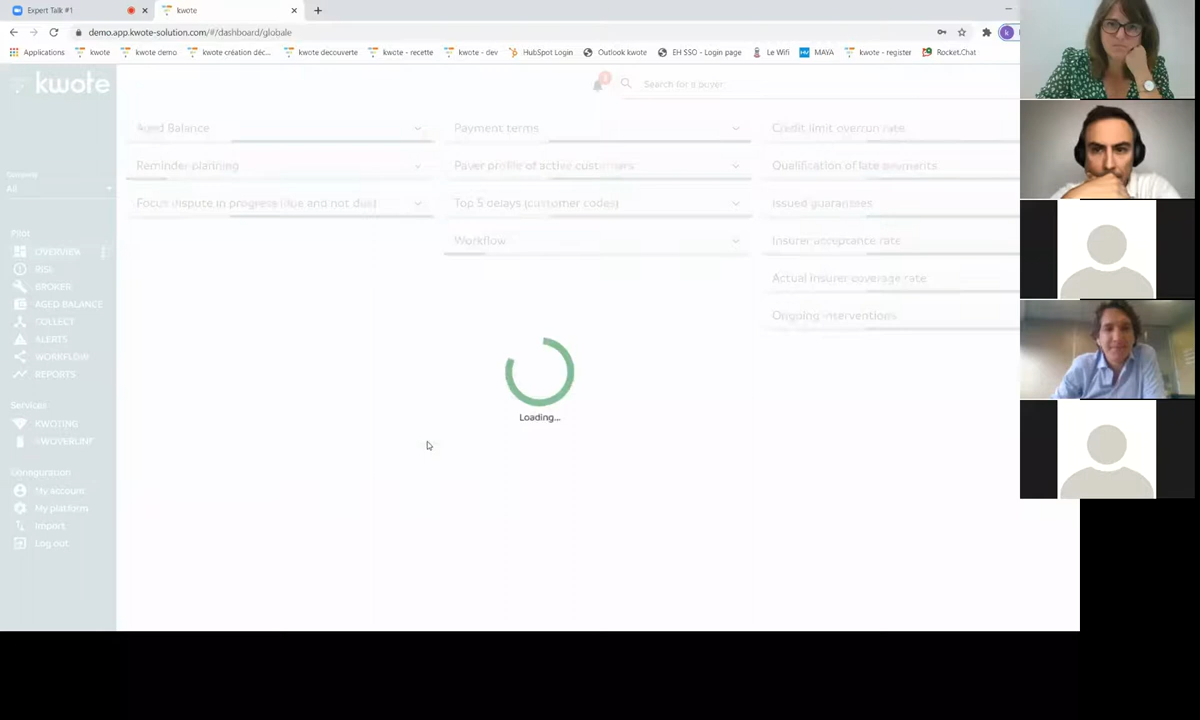 Expert Talk #1
kwote
demo.app.kwote-solution.com/#/dashboard/globale
Applications kwote kwote demo kwote création déc... kwote decouverte kwote - recette kwote - dev HubSpot Login Outlook kwote EH SSO - Login page Le Wifi MAYA kwote - register Rocket.Chat
kwote
Search for a payer
Aged Balance
Payment terms
Credit limit overrun rate
Reminder planning
Payer profile of active customers
Qualification of late payments
Focus dispute in progress (due and not due)
Top 5 delays (customer codes)
Issued guarantees
Workflow
Insurer acceptance rate
Actual insurer coverage rate
Ongoing interventions
All
Pilot
OVERVIEW
RISK
BROKER
AGED BALANCE
COLLECT
ALERTS
WORKFLOW
REPORTS
Services
KWOTING
KWOVERLINE
Configuration
My account
My platform
Import
Log out
Loading...